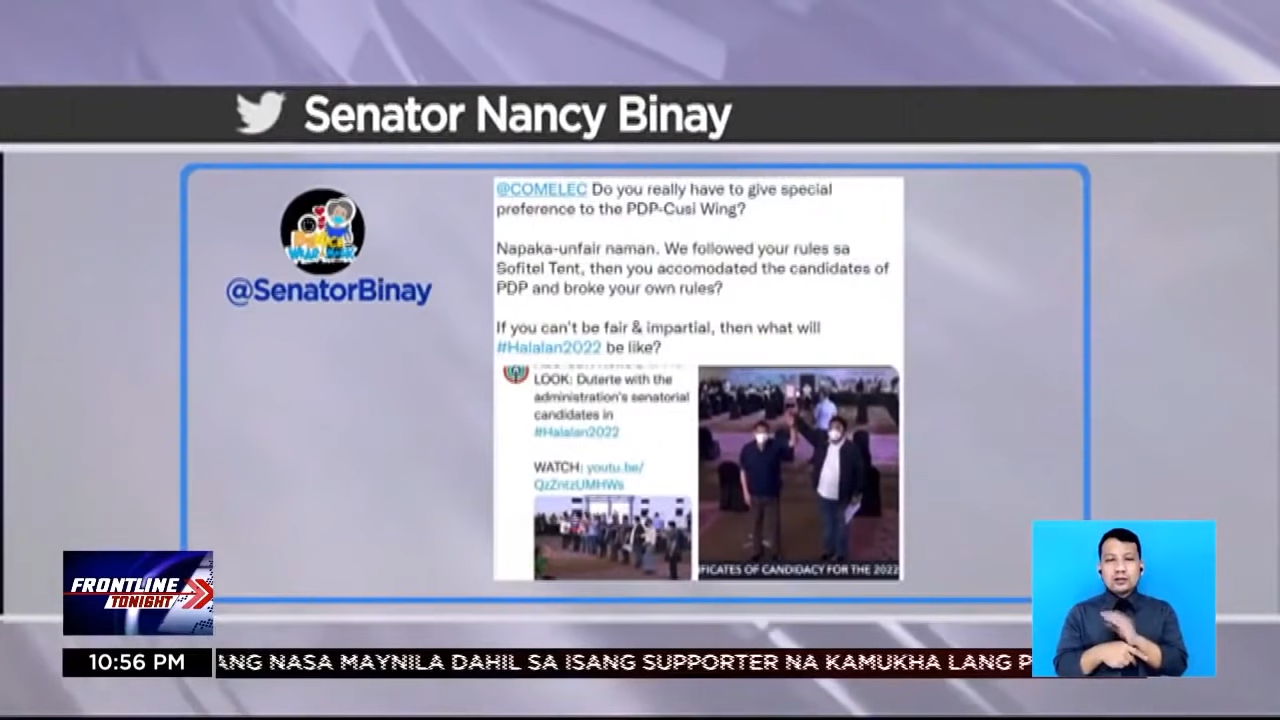 Senator Nancy Binay
@SenatorBinay
@COMELEC Do you really have to give special
preference to the PDP-Cusi Wing?
Napaka-unfair naman. We followed your rules sa
Sofitel Tent, then you accomodated the candidates of
PDP and broke your own rules?
If you can't be fair & impartial, then what will
#Halalan2022 be like?
LOOK: Duterte with the
administration's senatorial
candidates in
#Halalan2022
WATCH: youtu.be/
QzZntzUMHWs
IFICATES OF CANDIDACY FOR THE 2022
FRONTLINE
TONIGHT
10:56 PM
ANG NASA MAYNILA DAHIL SA ISANG SUPPORTER NA KAMUKHA LANG P